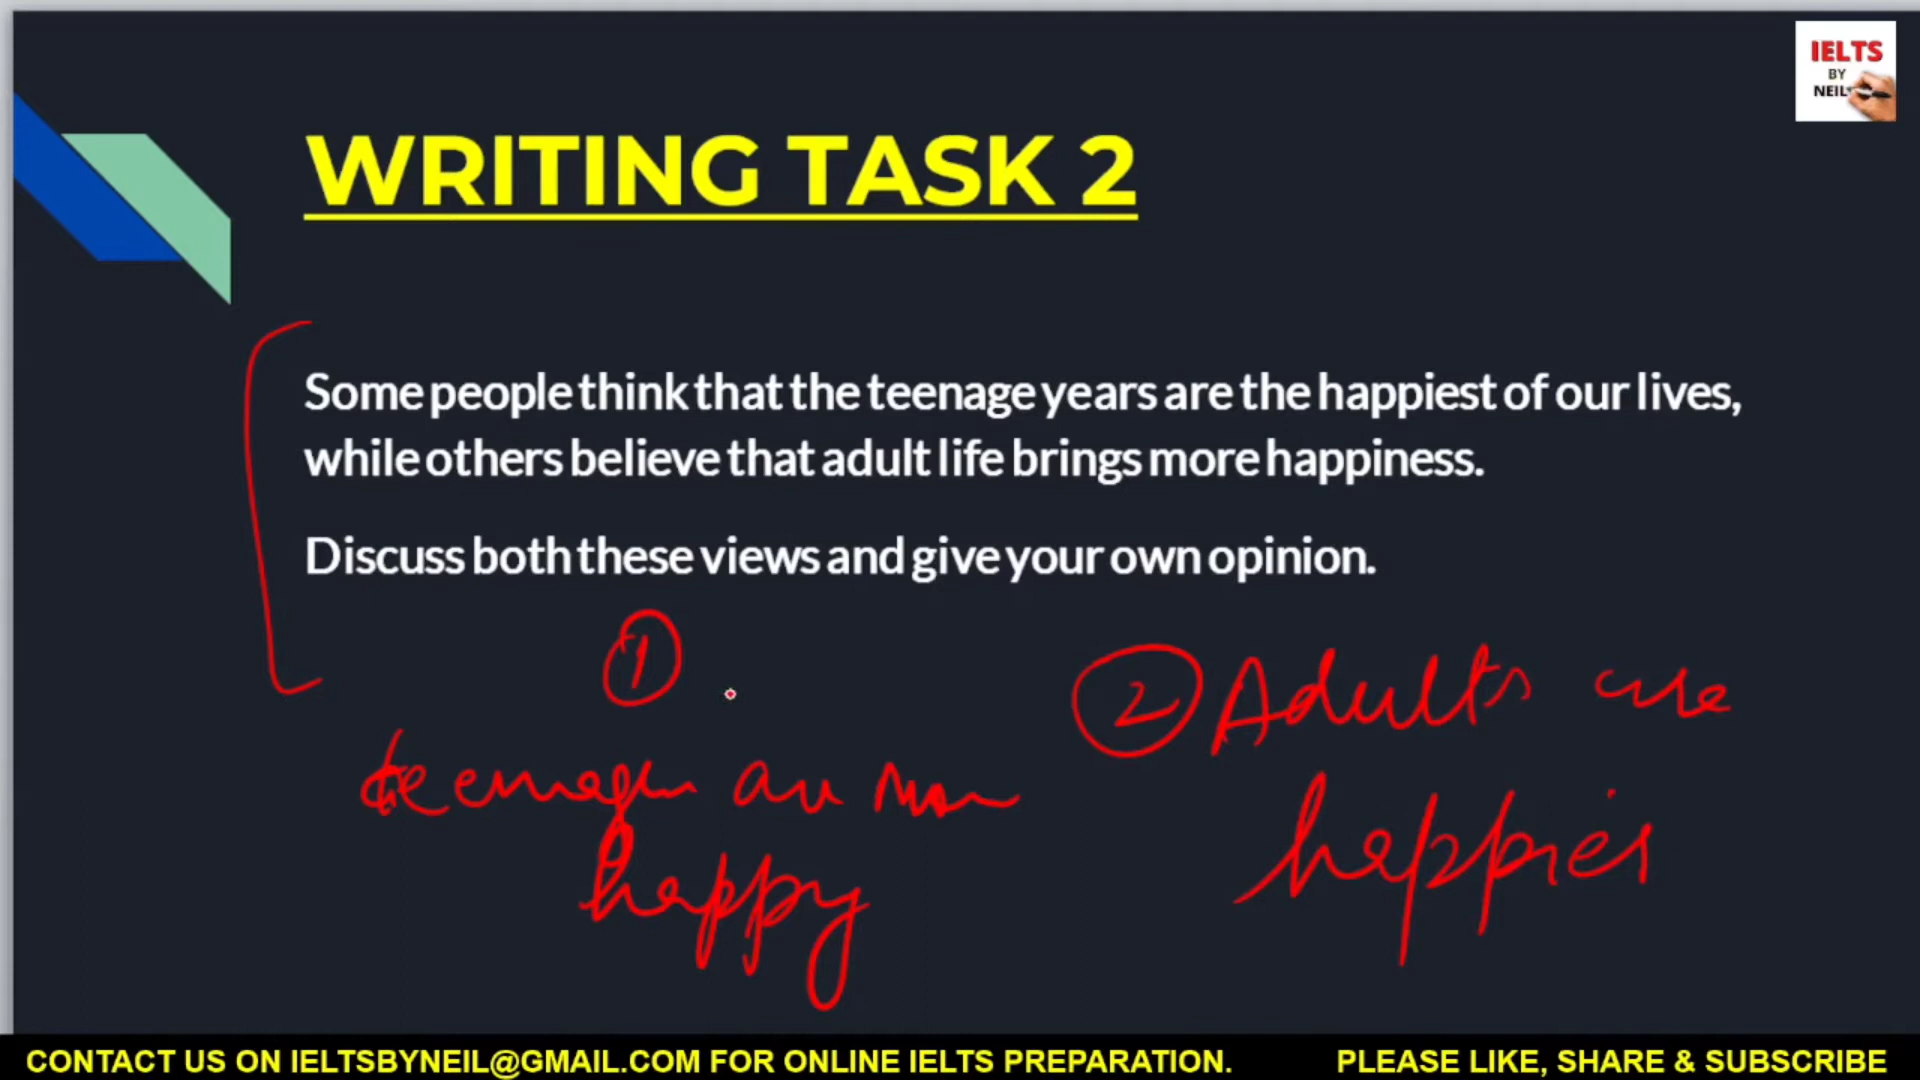 IELTS
BY
NEIL
WRITING TASK 2
Some people think that the teenage years are the happiest of our lives,
while others believe that adult life brings more happiness.
Discuss both these views and give your own opinion.
1
2 Adults are
teenager are more
happy
happier
CONTACT US ON IELTSBYNEIL@GMAIL.COM FOR ONLINE IELTS PREPARATION.
PLEASE LIKE, SHARE & SUBSCRIBE